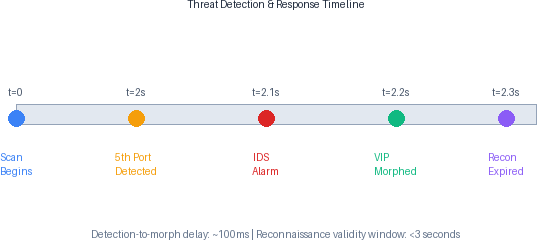 Threat Detection & Response Timeline
t=0
t=2s
t=2.1s
t=2.2s
t=2.3s
Scan
Begins
5th Port
Detected
IDS
Alarm
VIP
Morphed
Recon
Expired
Detection-to-morph delay: ~100ms | Reconnaissance validity window: <3 seconds